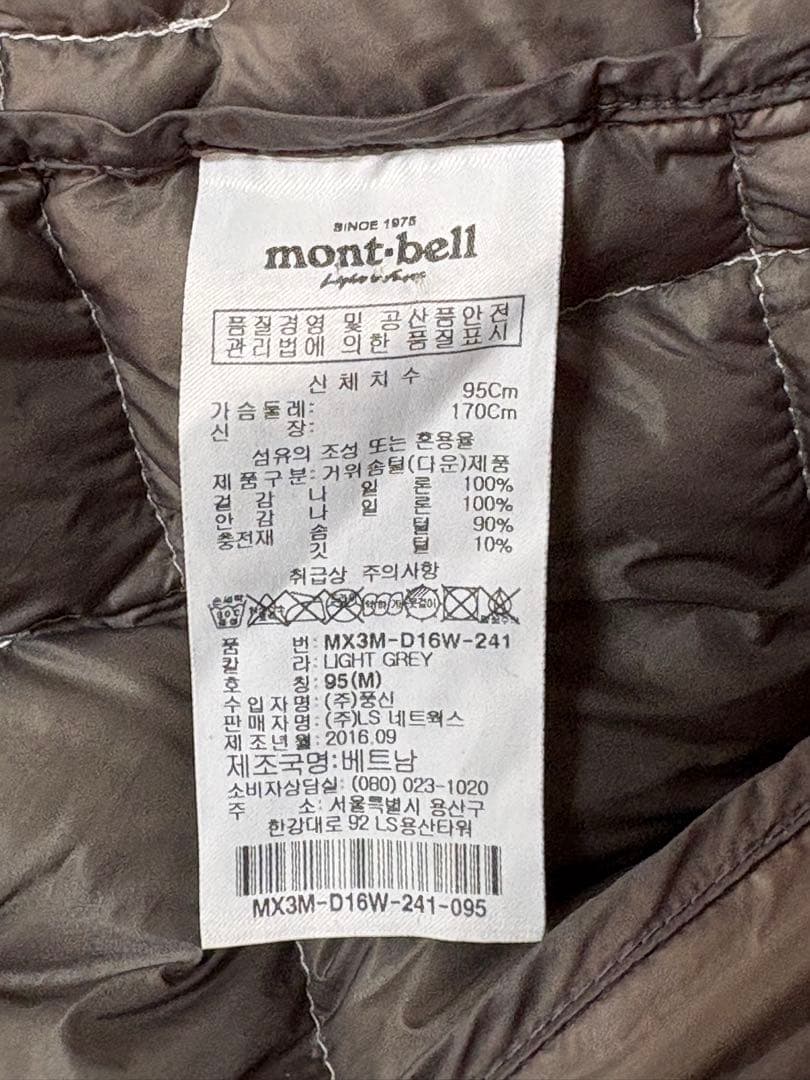 SINCE 1975
mont·bell
품질경영 및 공산품안전
관리법에 의한 품질표시
신체치수
가슴둘레: 95Cm
신 장: 170Cm
섬유의 조성 또는 혼용율
제품구분: 거위솜털(다운)제품
겉감 나일론 100%
안감 나일론 100%
충전재 솜털 90%
깃털 10%
취급상 주의사항
품 번: MX3M-D16W-241
칼 라: LIGHT GREY
호 칭: 95(M)
수입자명: (주)풍신
판매자명: (주)LS 네트웍스
제조년월: 2016.09
제조국명: 베트남
소비자상담실: (080) 023-1020
주 소: 서울특별시 용산구
한강대로 92 LS용산타워
MX3M-D16W-241-095